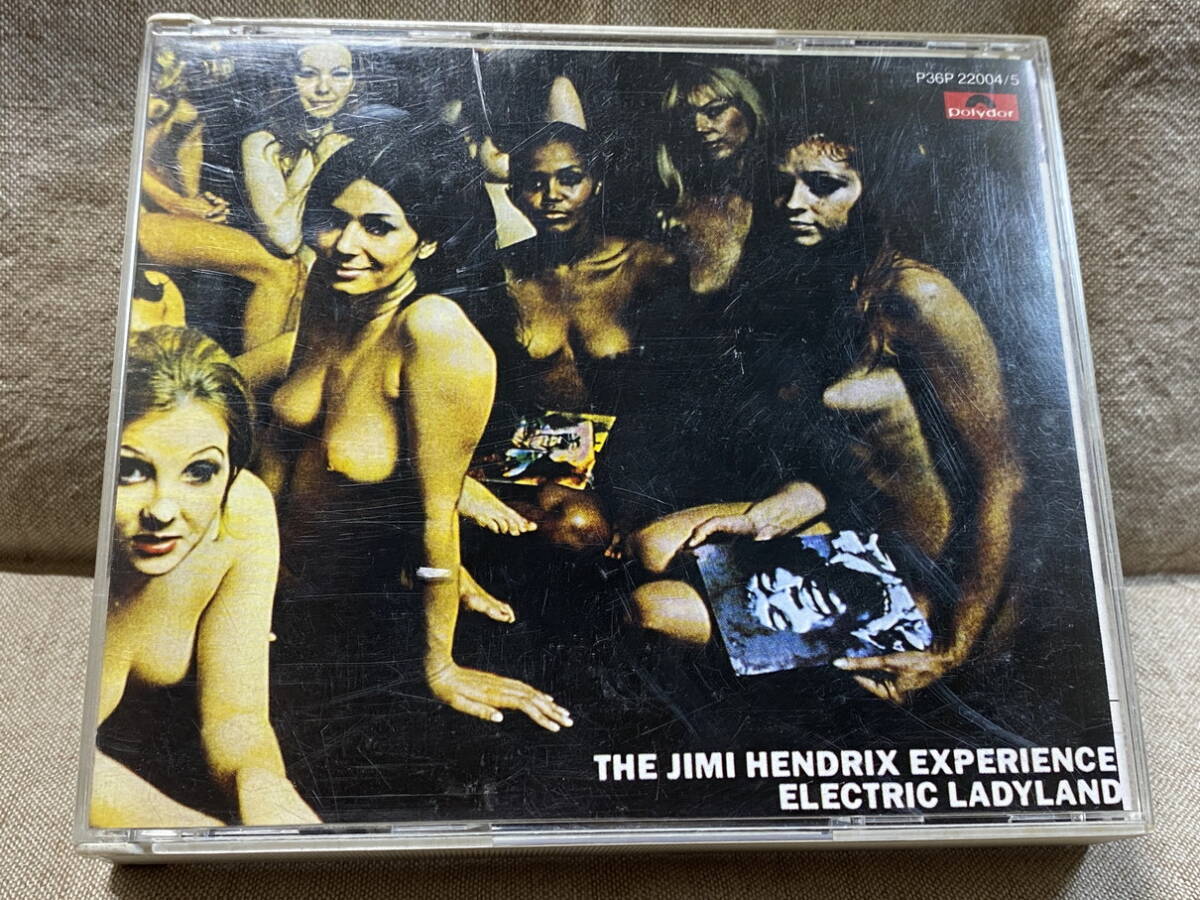 P36P 22004/5
polydor
THE JIMI HENDRIX EXPERIENCE
ELECTRIC LADYLAND